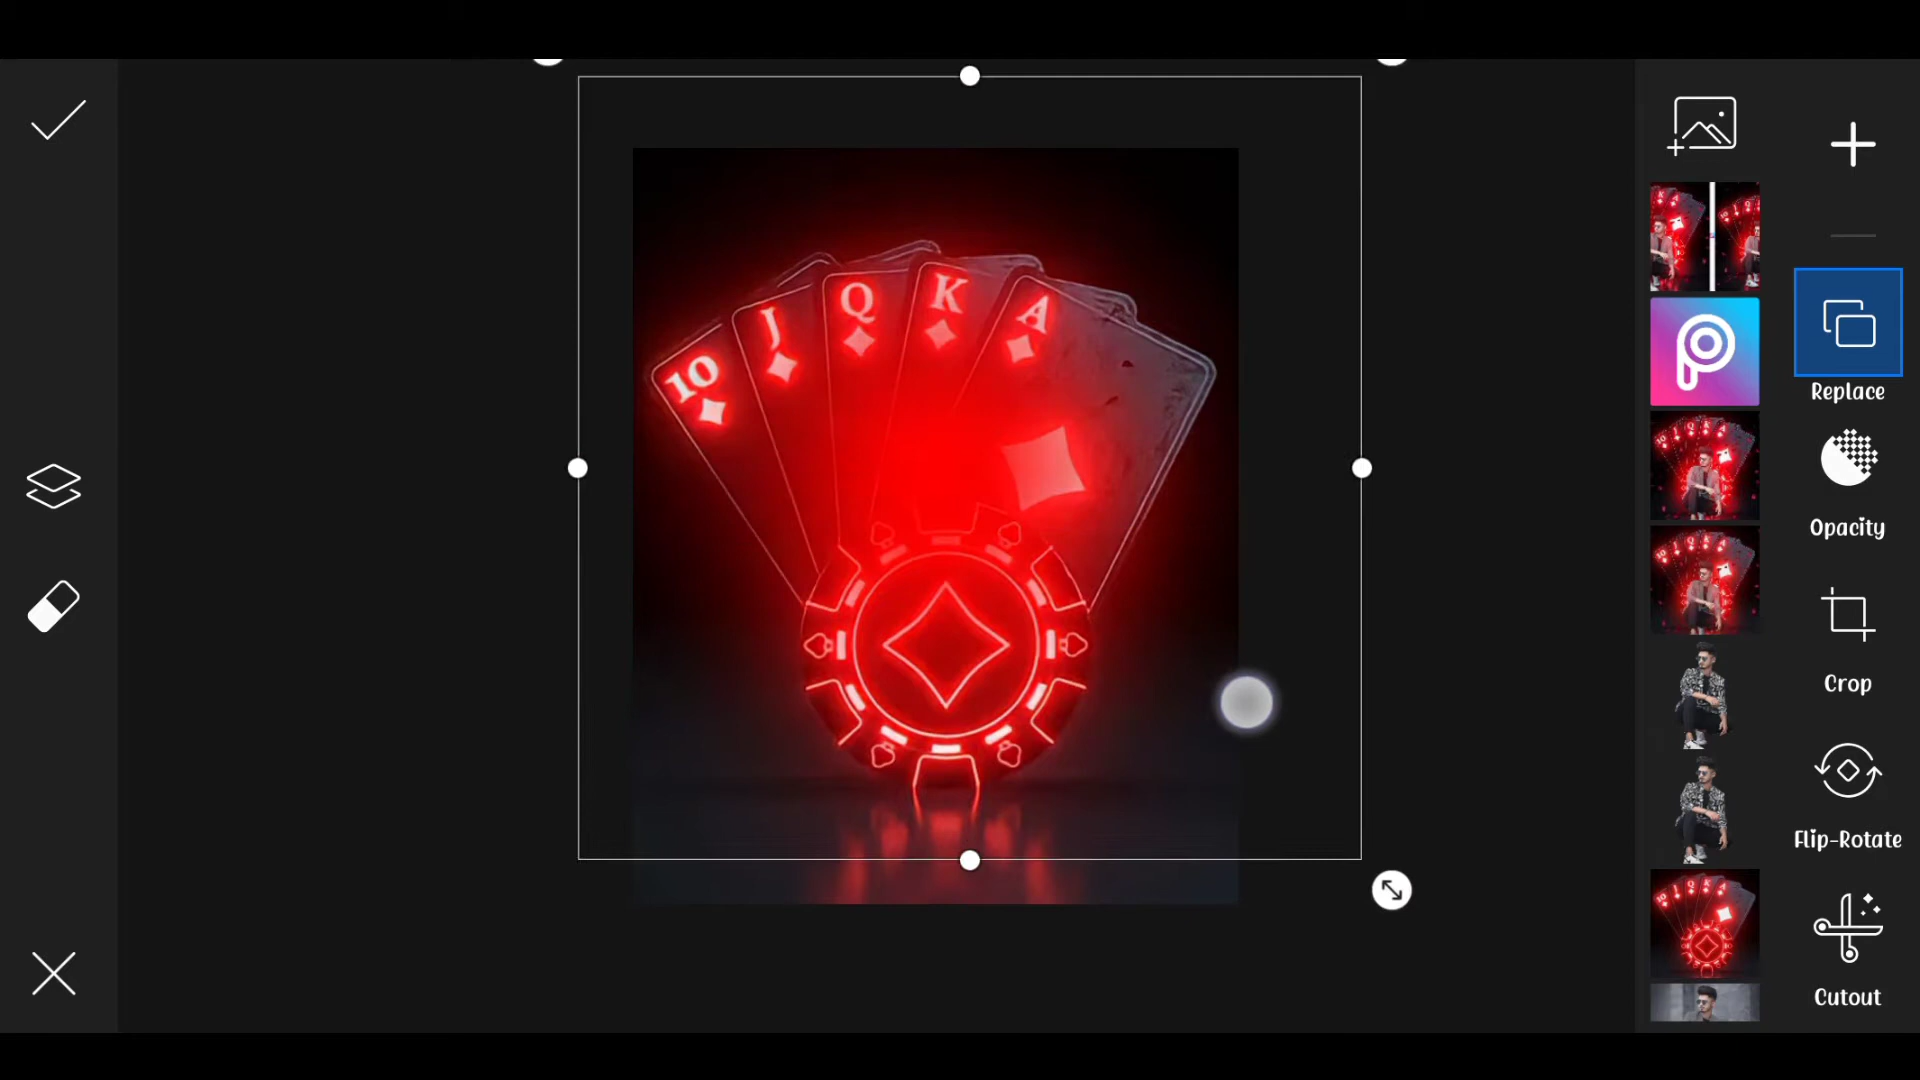 10
J
Q
K
A
Replace
Opacity
Crop
Flip-Rotate
Cutout